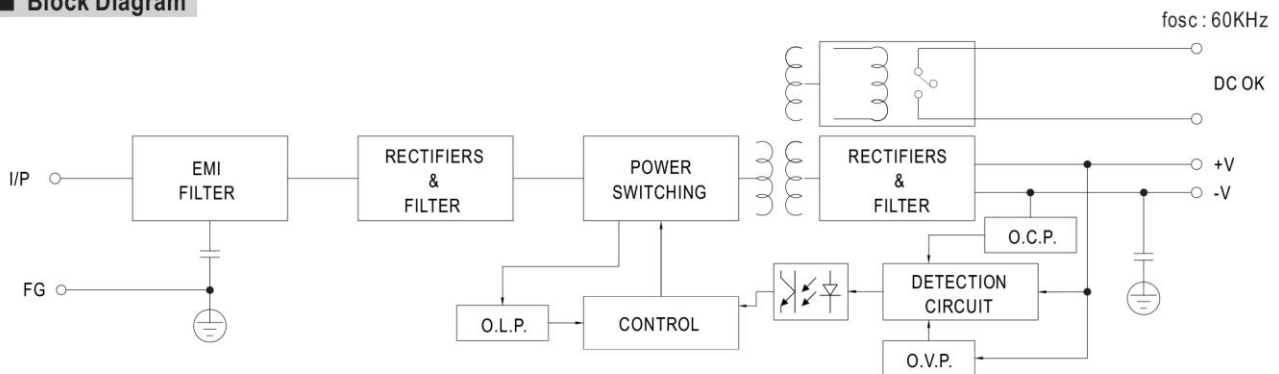 ■ Block Diagram
fosc : 60KHz
DC OK
I/P
EMI
FILTER
RECTIFIERS
&
FILTER
POWER
SWITCHING
RECTIFIERS
&
FILTER
+V
-V
O.C.P.
FG
O.L.P.
CONTROL
DETECTION
CIRCUIT
O.V.P.